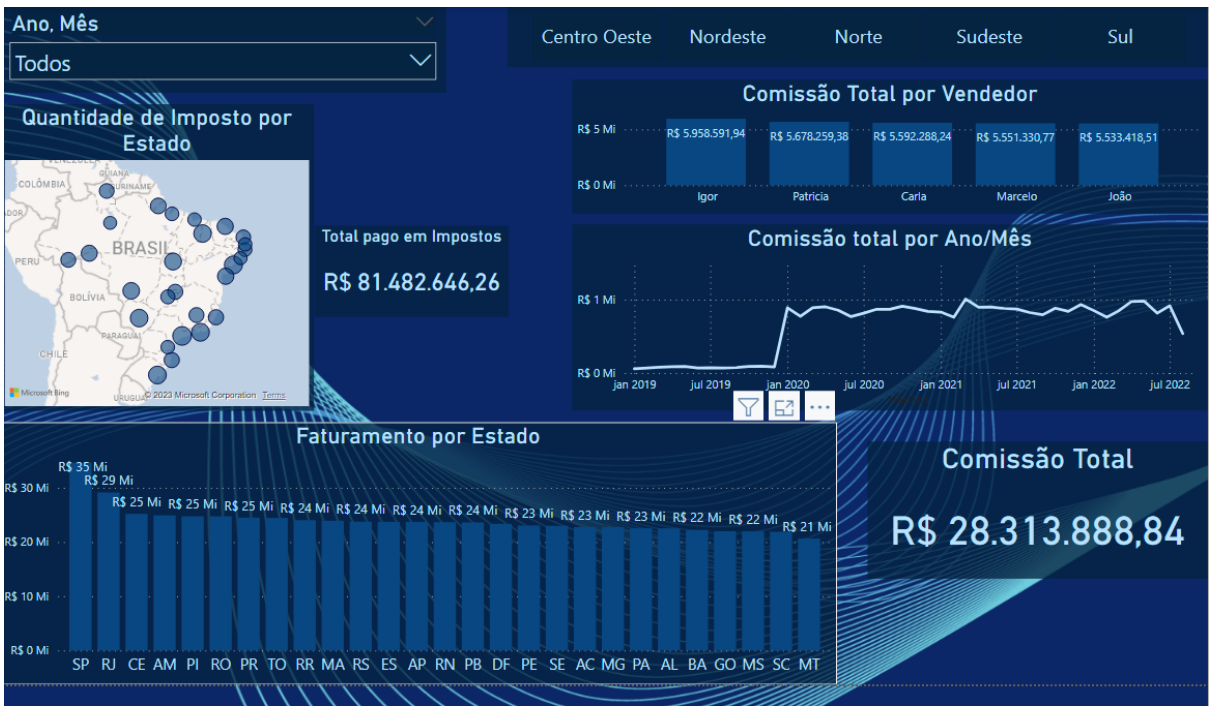 Ano, Mês
Todos
Centro Oeste Nordeste Norte Sudeste Sul
Quantidade de Imposto por
Estado
COLÔMBIA
GUIANA
SURINAME
BRASIL
PERU
BOLÍVIA
PARAGUAI
CHILE
Microsoft Bing
© 2023 Microsoft Corporation Terms
Total pago em Impostos
R$ 81.482.646,26
Comissão Total por Vendedor
R$ 5 Mi
R$ 5.958.591,94 R$ 5.678.259,38 R$ 5.592.288,24 R$ 5.551.330,77 R$ 5.533.418,51
R$ 0 Mi
Igor Patricia Carla Marcelo João
Comissão total por Ano/Mês
R$ 1 Mi
R$ 0 Mi
jan 2019 jul 2019 jan 2020 jul 2020 jan 2021 jul 2021 jan 2022 jul 2022
Faturamento por Estado
R$ 35 Mi
R$ 29 Mi
R$ 25 Mi R$ 25 Mi R$ 25 Mi R$ 24 Mi R$ 24 Mi R$ 24 Mi R$ 24 Mi R$ 23 Mi R$ 23 Mi R$ 23 Mi R$ 22 Mi R$ 22 Mi R$ 21 Mi
R$ 30 Mi
R$ 20 Mi
R$ 10 Mi
R$ 0 Mi
SP RJ CE AM PI RO PR TO RR MA RS ES AP RN PB DF PE SE AC MG PA AL BA GO MS SC MT
Comissão Total
R$ 28.313.888,84